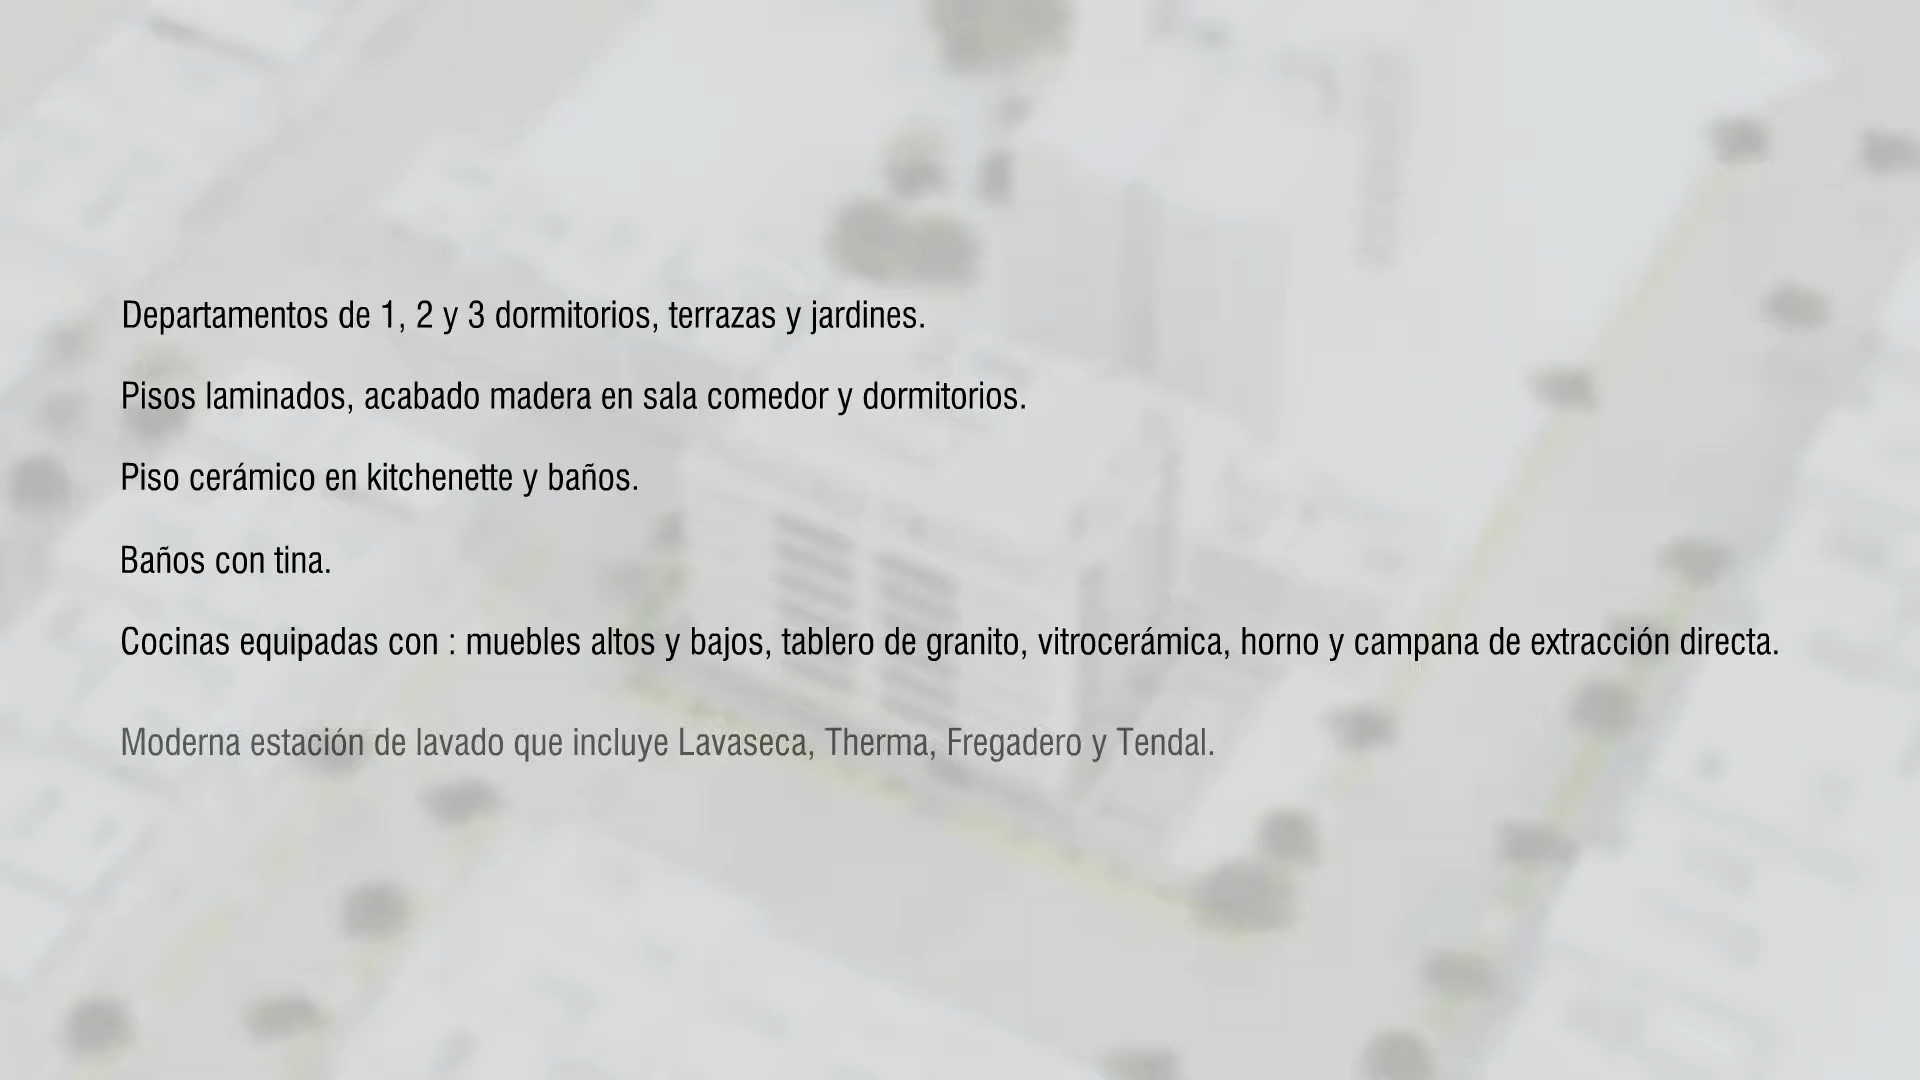 Departamentos de 1, 2 y 3 dormitorios, terrazas y jardines.
Pisos laminados, acabado madera en sala comedor y dormitorios.
Piso cerámico en kitchenette y baños.
Baños con tina.
Cocinas equipadas con : muebles altos y bajos, tablero de granito, vitrocerámica, horno y campana de extracción directa.
Moderna estación de lavado que incluye Lavaseca, Therma, Fregadero y Tendal.